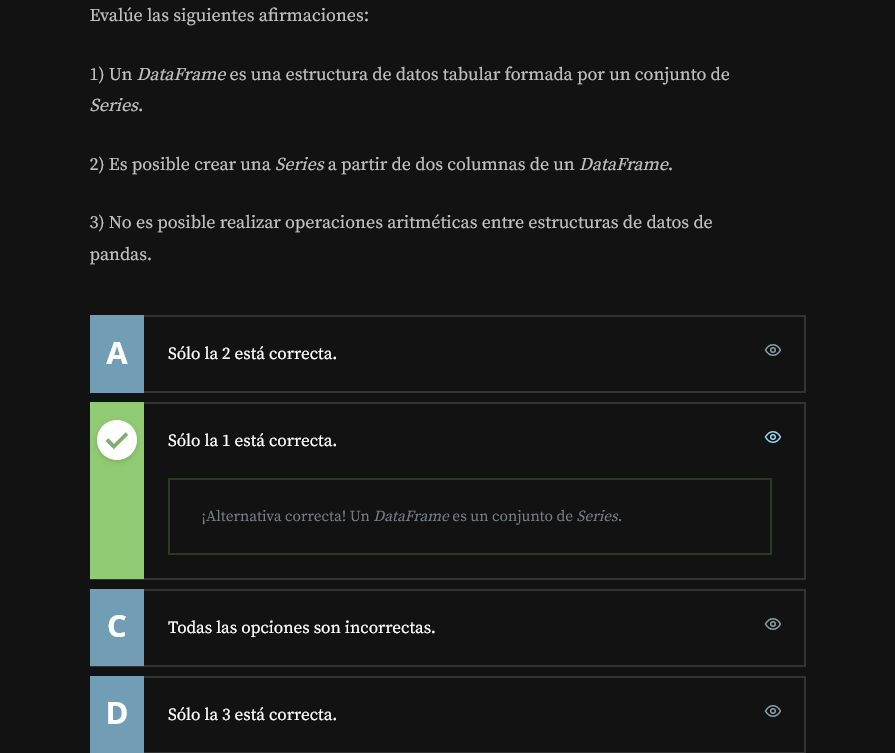 Evalúe las siguientes afirmaciones:
1) Un DataFrame es una estructura de datos tabular formada por un conjunto de
Series.
2) Es posible crear una Series a partir de dos columnas de un DataFrame.
3) No es posible realizar operaciones aritméticas entre estructuras de datos de
pandas.
A
Sólo la 2 está correcta.
Sólo la 1 está correcta.
¡Alternativa correcta! Un DataFrame es un conjunto de Series.
C
Todas las opciones son incorrectas.
D
Sólo la 3 está correcta.